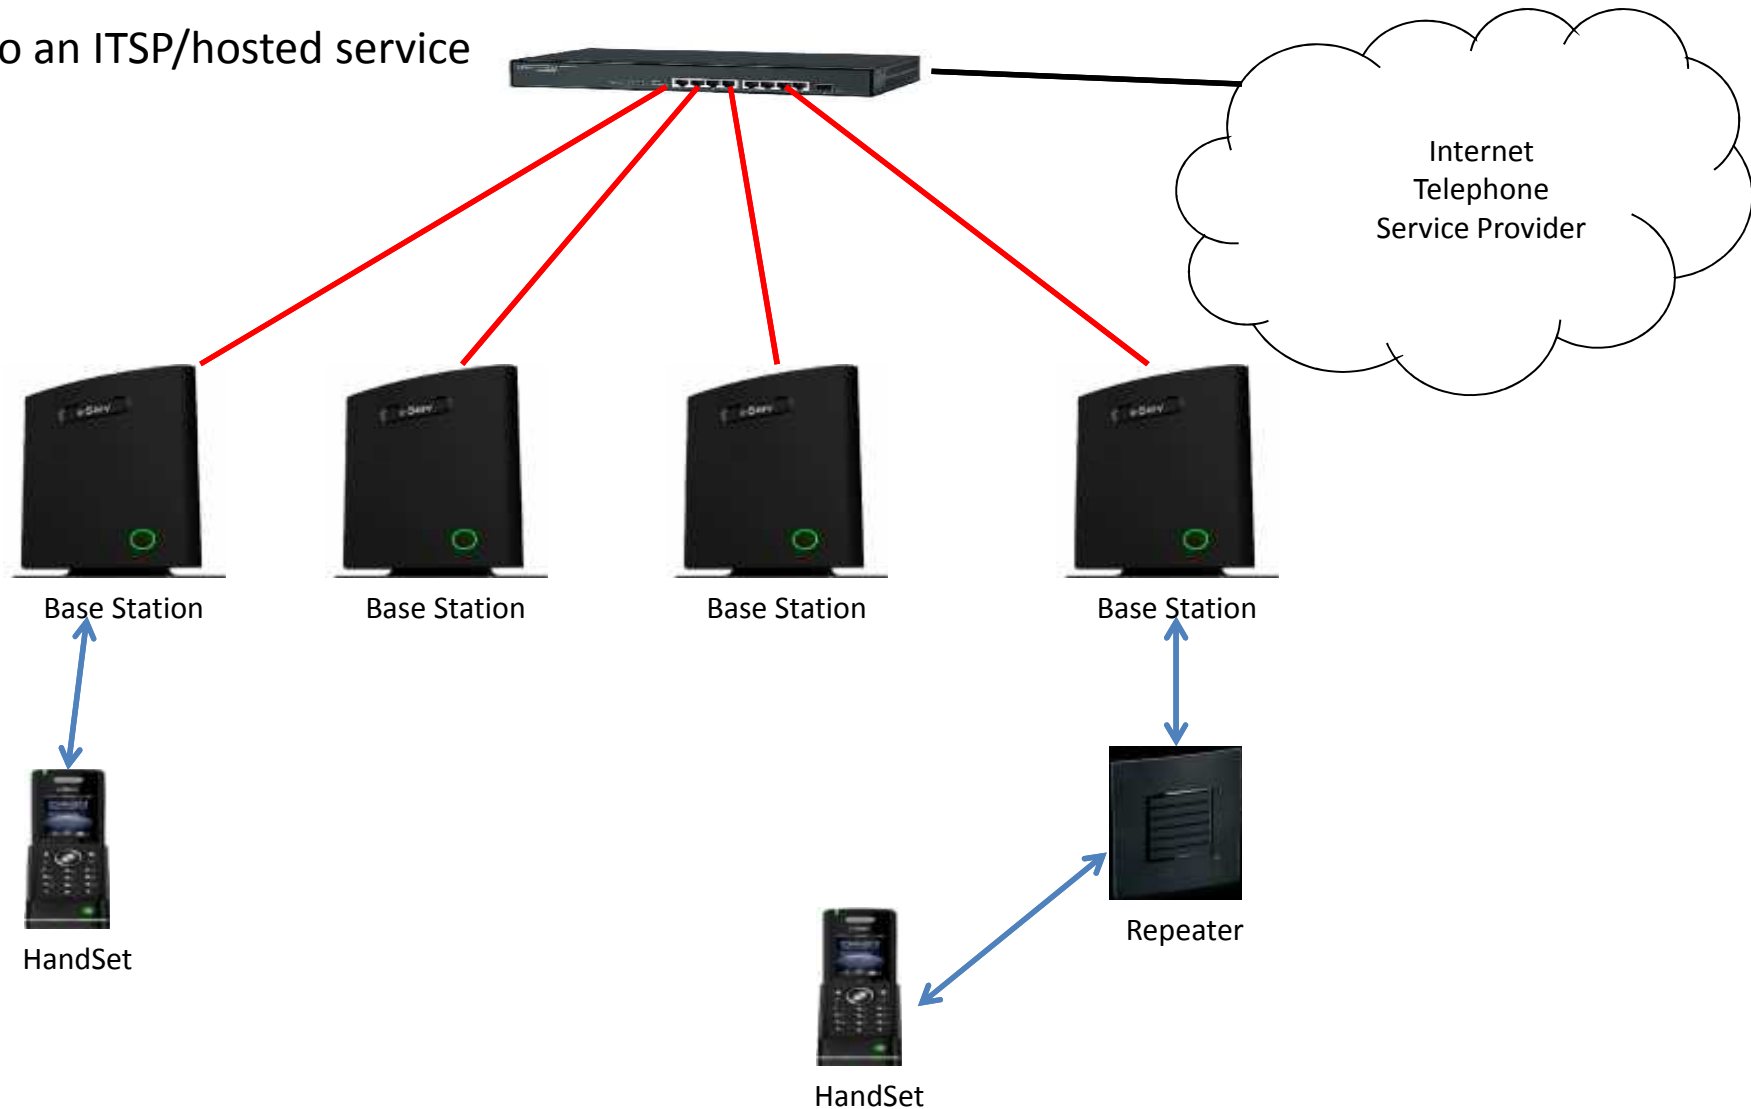 o an ITSP/hosted service
Internet
Telephone
Service Provider
Base Station
Base Station
Base Station
Base Station
HandSet
Repeater
HandSet